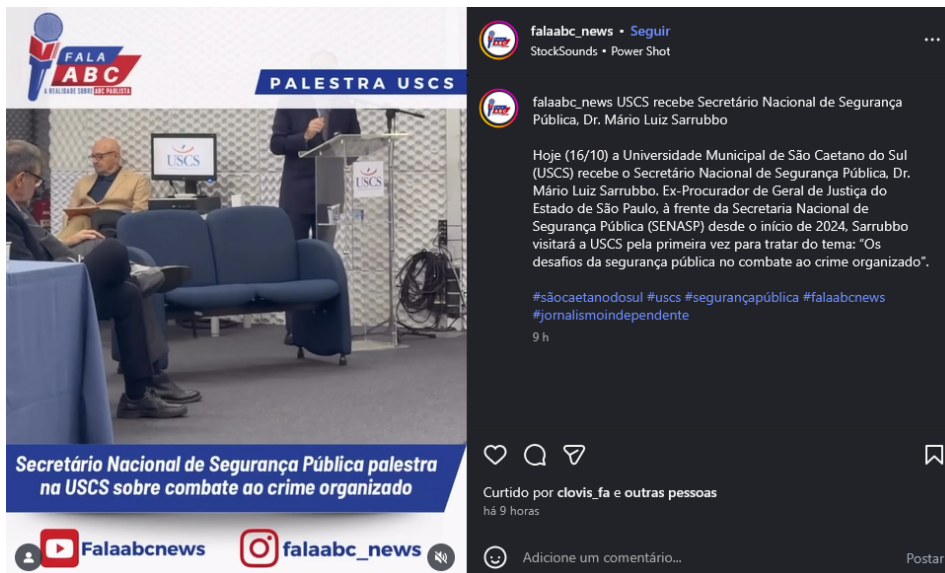 FALA
ABC
A REALIDADE SOBRE O ABC PAULISTA
PALESTRA USCS
USCS
USCS
Secretário Nacional de Segurança Pública palestra
na USCS sobre combate ao crime organizado
Falaabcnews
falaabc_news
falaabc_news • Seguir
StockSounds • Power Shot
falaabc_news USCS recebe Secretário Nacional de Segurança
Pública, Dr. Mário Luiz Sarrubbo
Hoje (16/10) a Universidade Municipal de São Caetano do Sul
(USCS) recebe o Secretário Nacional de Segurança Pública, Dr.
Mário Luiz Sarrubbo. Ex-Procurador de Geral de Justiça do
Estado de São Paulo, à frente da Secretaria Nacional de
Segurança Pública (SENASP) desde o início de 2024, Sarrubbo
visitará a USCS pela primeira vez para tratar do tema: “Os
desafios da segurança pública no combate ao crime organizado”.
#sãocaetanodosul #uscs #segurançapública #falaabcnews
#jornalismoindependente
9 h
Curtido por clovis_fa e outras pessoas
há 9 horas
Adicione um comentário...
Postar